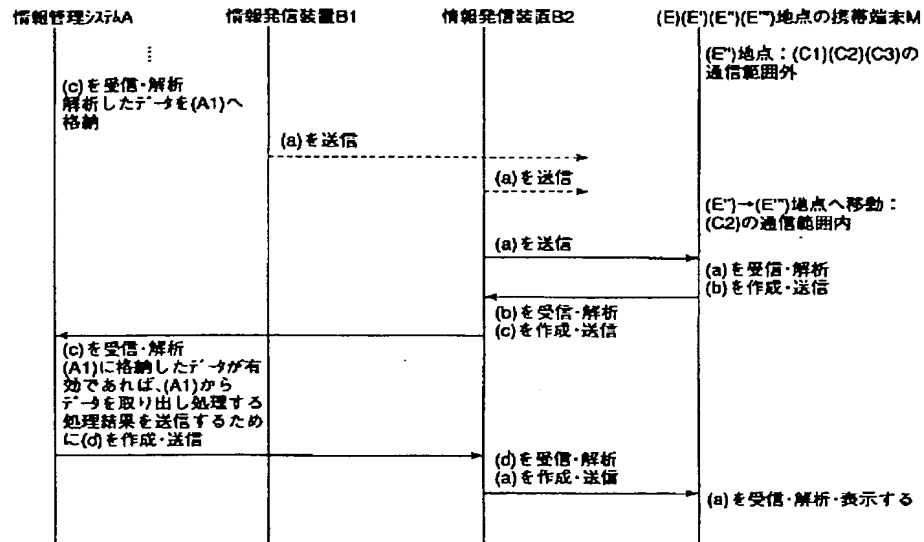 情報管理システムA
情報発信装置B1
情報発信装置B2
(E)(E')(E'')(E''')地点の携帯端末M
(E'')地点：(C1)(C2)(C3)の
通信範囲外
(c)を受信・解析
解析したデータを(A1)へ
格納
(a)を送信
(a)を送信
(E'')→(E''')地点へ移動：
(C2)の通信範囲内
(a)を送信
(a)を受信・解析
(b)を作成・送信
(b)を受信・解析
(c)を作成・送信
(c)を受信・解析
(A1)に格納したデータが有
効であれば、(A1)から
データを取り出し処理する
処理結果を送信するため
に(d)を作成・送信
(d)を受信・解析
(a)を作成・送信
(a)を受信・解析・表示する